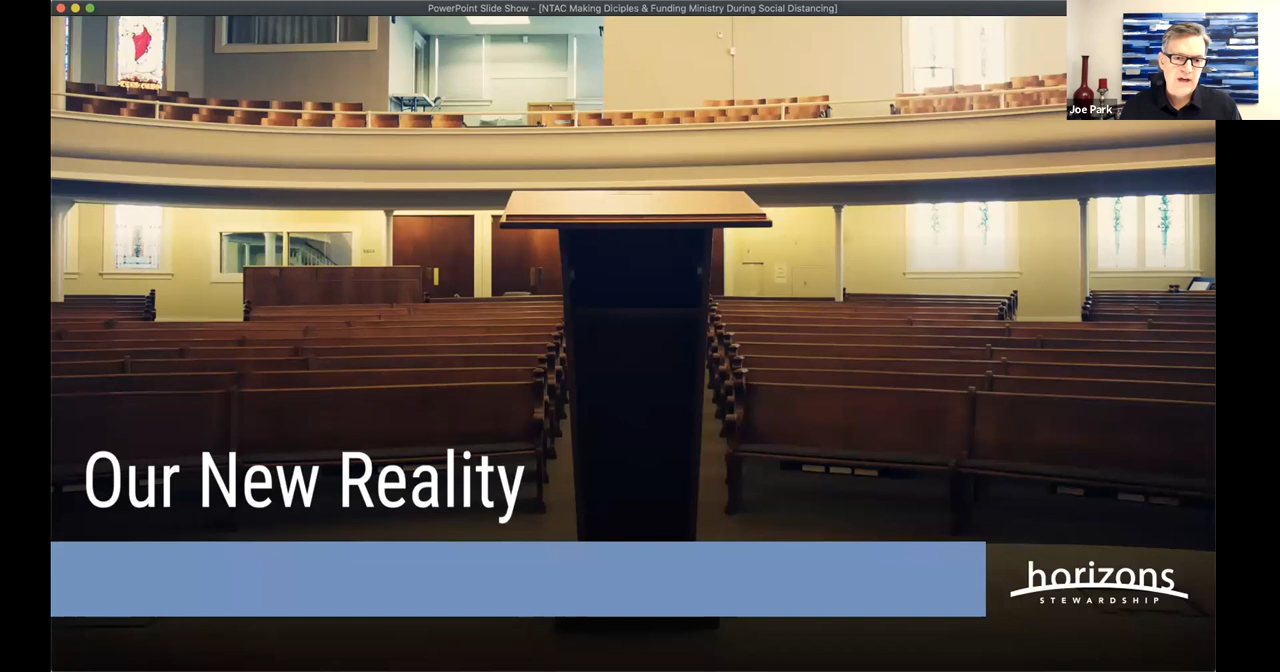 PowerPoint Slide Show - [NTAC Making Diciples & Funding Ministry During Social Distancing]
Joe Park
Our New Reality
horizons
STEWARDSHIP